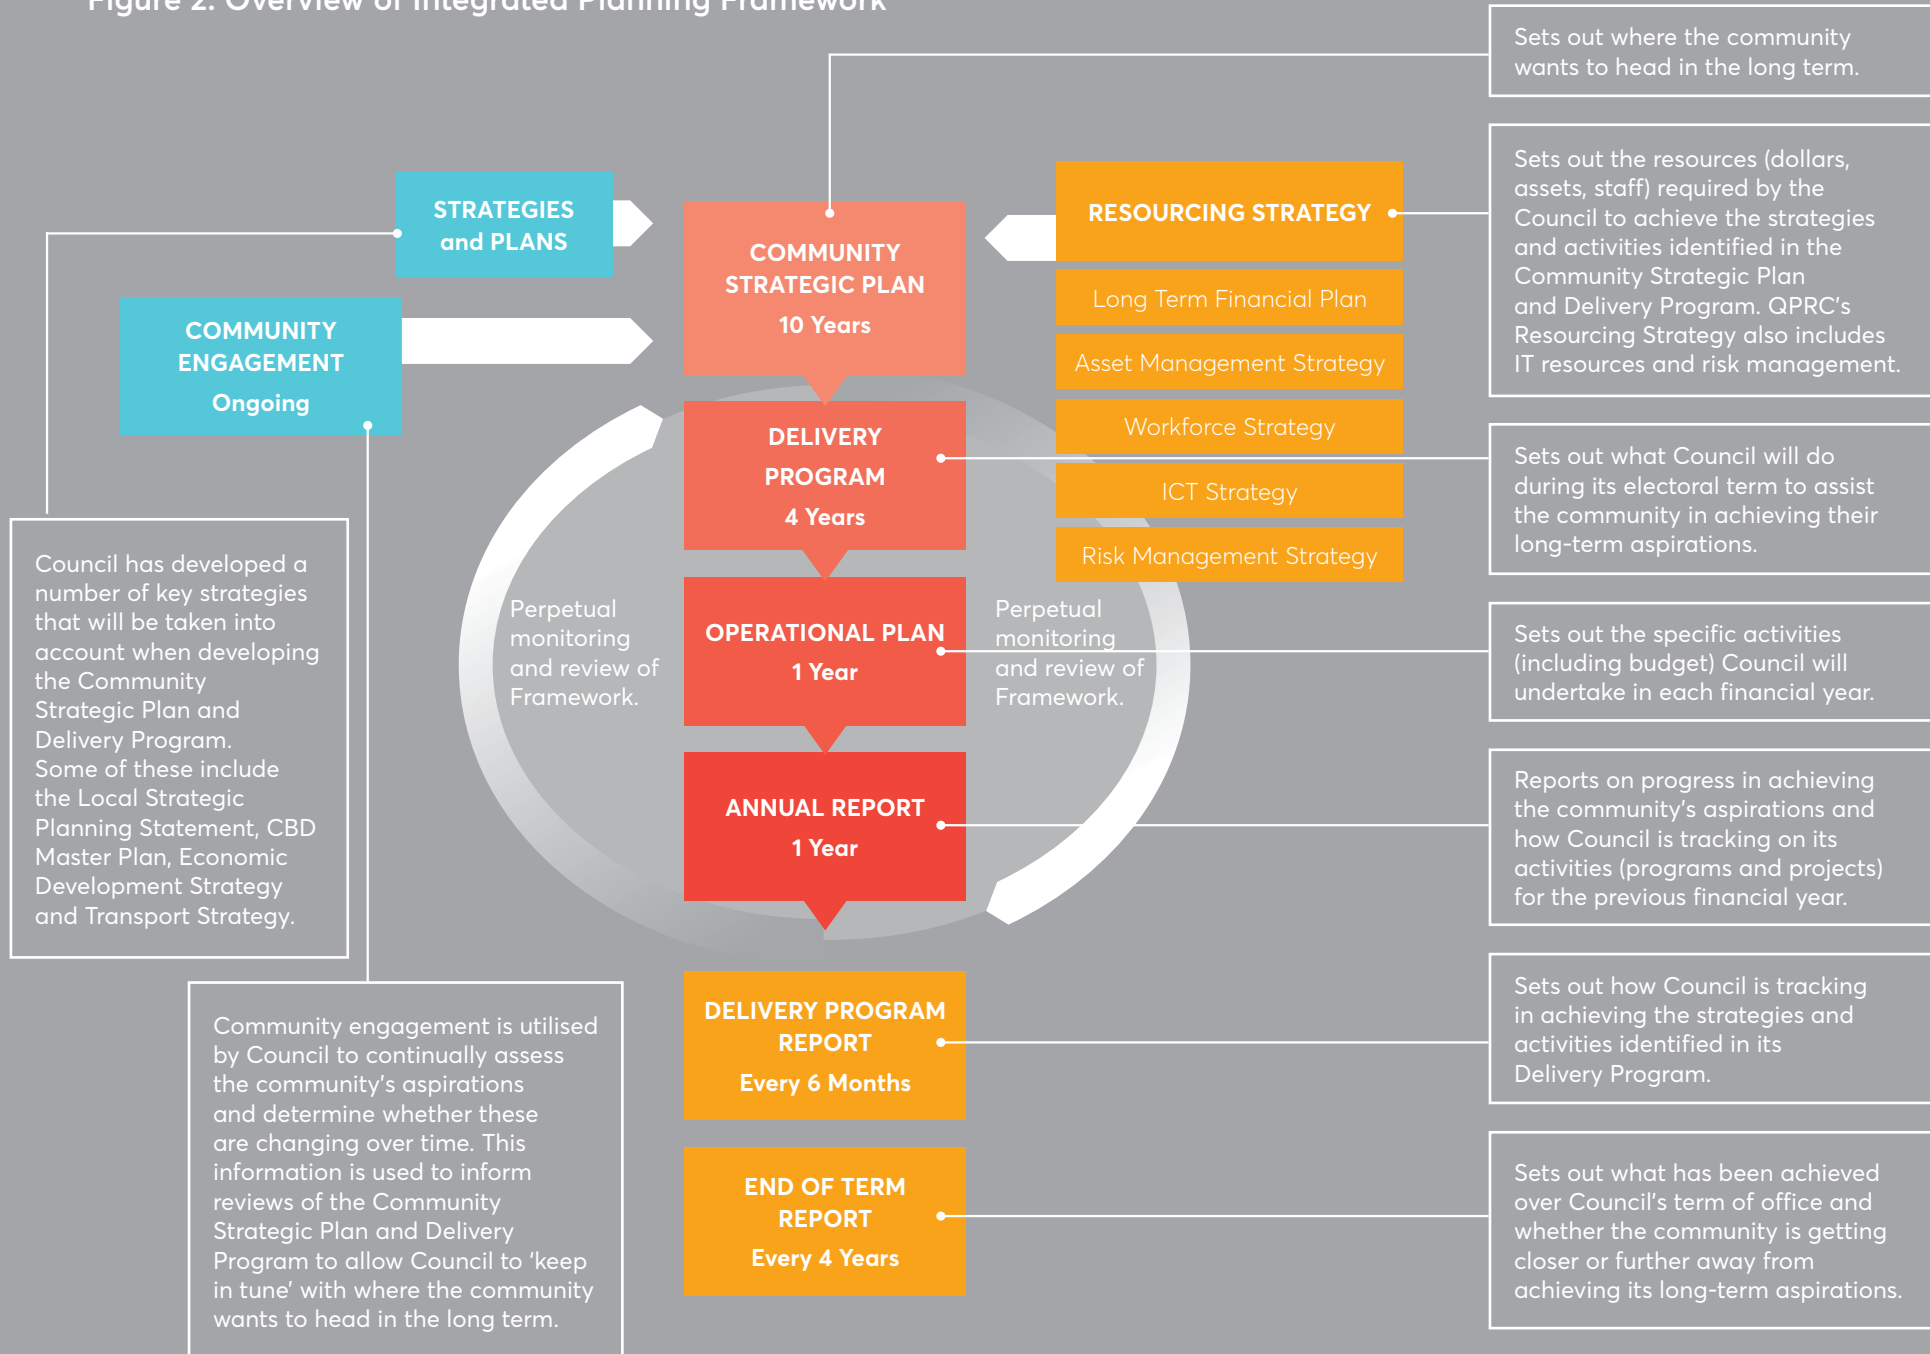 Figure 2: Overview of Integrated Planning Framework
Sets out where the community
wants to head in the long term.
STRATEGIES
and PLANS
COMMUNITY
ENGAGEMENT
Ongoing
COMMUNITY
STRATEGIC PLAN
10 Years
RESOURCING STRATEGY
Long Term Financial Plan
Asset Management Strategy
Workforce Strategy
ICT Strategy
Risk Management Strategy
Sets out the resources (dollars,
assets, staff) required by the
Council to achieve the strategies
and activities identified in the
Community Strategic Plan
and Delivery Program. QPRC's
Resourcing Strategy also includes
IT resources and risk management.
DELIVERY
PROGRAM
4 Years
Sets out what Council will do
during its electoral term to assist
the community in achieving their
long-term aspirations.
Council has developed a
number of key strategies
that will be taken into
account when developing
the Community
Strategic Plan and
Delivery Program.
Some of these include
the Local Strategic
Planning Statement, CBD
Master Plan, Economic
Development Strategy
and Transport Strategy.
Perpetual
monitoring
and review of
Framework.
OPERATIONAL PLAN
1 Year
Perpetual
monitoring
and review of
Framework.
Sets out the specific activities
(including budget) Council will
undertake in each financial year.
ANNUAL REPORT
1 Year
Reports on progress in achieving
the community's aspirations and
how Council is tracking on its
activities (programs and projects)
for the previous financial year.
DELIVERY PROGRAM
REPORT
Every 6 Months
Sets out how Council is tracking
in achieving the strategies and
activities identified in its
Delivery Program.
Community engagement is utilised
by Council to continually assess
the community's aspirations
and determine whether these
are changing over time. This
information is used to inform
reviews of the Community
Strategic Plan and Delivery
Program to allow Council to 'keep
in tune' with where the community
wants to head in the long term.
END OF TERM
REPORT
Every 4 Years
Sets out what has been achieved
over Council's term of office and
whether the community is getting
closer or further away from
achieving its long-term aspirations.